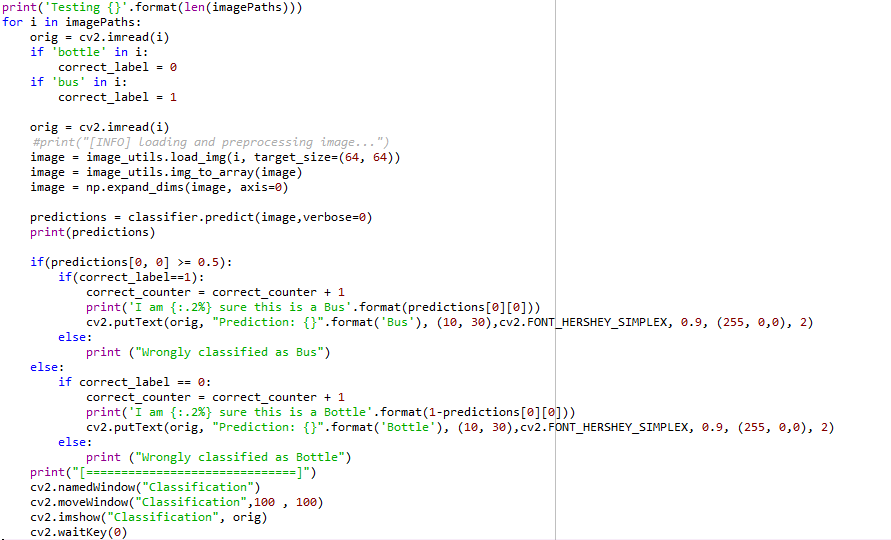 print('Testing {}'.format(len(imagePaths)))
for i in imagePaths:
    orig = cv2.imread(i)
    if 'bottle' in i:
        correct_label = 0
    if 'bus' in i:
        correct_label = 1

    orig = cv2.imread(i)
    #print("[INFO] loading and preprocessing image...")
    image = image_utils.load_img(i, target_size=(64, 64))
    image = image_utils.img_to_array(image)
    image = np.expand_dims(image, axis=0)

    predictions = classifier.predict(image,verbose=0)
    print(predictions)

    if(predictions[0, 0] >= 0.5):
        if(correct_label==1):
            correct_counter = correct_counter + 1
            print('I am {:.2%} sure this is a Bus'.format(predictions[0][0]))
            cv2.putText(orig, "Prediction: {}".format('Bus'), (10, 30),cv2.FONT_HERSHEY_SIMPLEX, 0.9, (255, 0,0), 2)
        else:
            print ("Wrongly classified as Bus")
    else:
        if correct_label == 0:
            correct_counter = correct_counter + 1
            print('I am {:.2%} sure this is a Bottle'.format(1-predictions[0][0]))
            cv2.putText(orig, "Prediction: {}".format('Bottle'), (10, 30),cv2.FONT_HERSHEY_SIMPLEX, 0.9, (255, 0,0), 2)
        else:
            print ("Wrongly classified as Bottle")
    print("[==============================]")
    cv2.namedWindow("Classification")
    cv2.moveWindow("Classification",100 , 100)
    cv2.imshow("Classification", orig)
    cv2.waitKey(0)